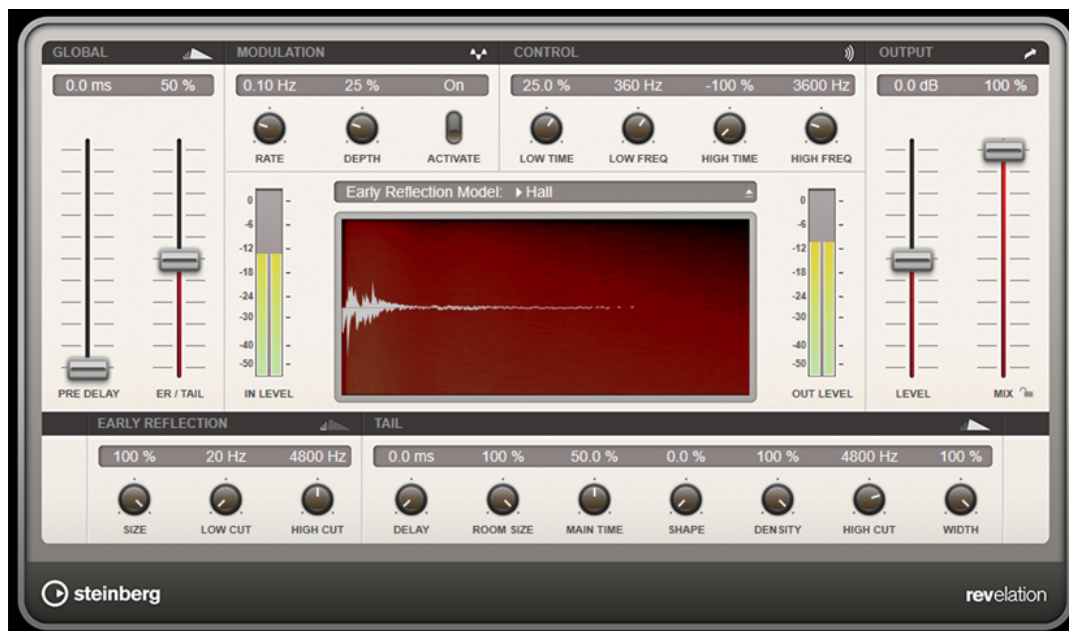 GLOBAL
MODULATION
CONTROL
OUTPUT
0.0 ms 50 %
0.10 Hz 25 % On
25.0 % 360 Hz -100 % 3600 Hz
0.0 dB 100 %
RATE DEPTH ACTIVATE
LOW TIME LOW FREQ HIGH TIME HIGH FREQ
Early Reflection Model: Hall
0
-6
-12
-18
-24
-30
-40
-50
0
-6
-12
-18
-24
-30
-40
-50
PRE DELAY ER / TAIL
IN LEVEL
OUT LEVEL
LEVEL MIX
EARLY REFLECTION
TAIL
100 % 20 Hz 4800 Hz
0.0 ms 100 % 50.0 % 0.0 % 100 % 4800 Hz 100 %
SIZE LOW CUT HIGH CUT
DELAY ROOM SIZE MAIN TIME SHAPE DENSITY HIGH CUT WIDTH
steinberg
revelation